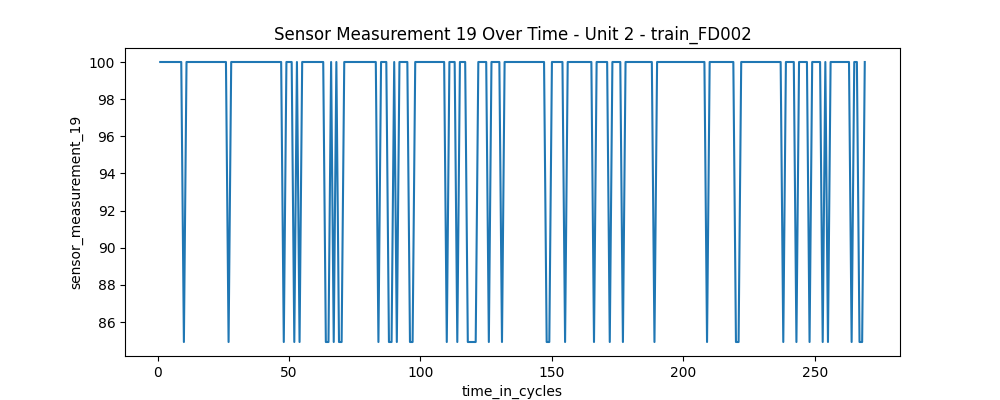 Sensor Measurement 19 Over Time - Unit 2 - train_FD002
sensor_measurement_19
100
98
96
94
92
90
88
86
0 50 100 150 200 250
time_in_cycles